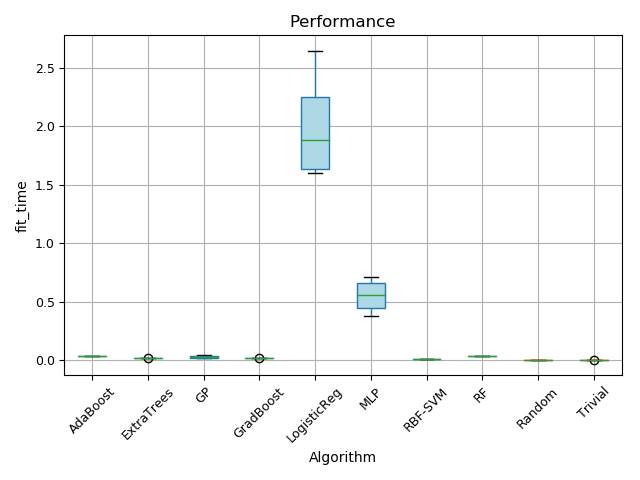 Performance
fit_time
2.5
2.0
1.5
1.0
0.5
0.0
AdaBoost
ExtraTrees
GP
GradBoost
LogisticReg
MLP
RBF-SVM
RF
Random
Trivial
Algorithm